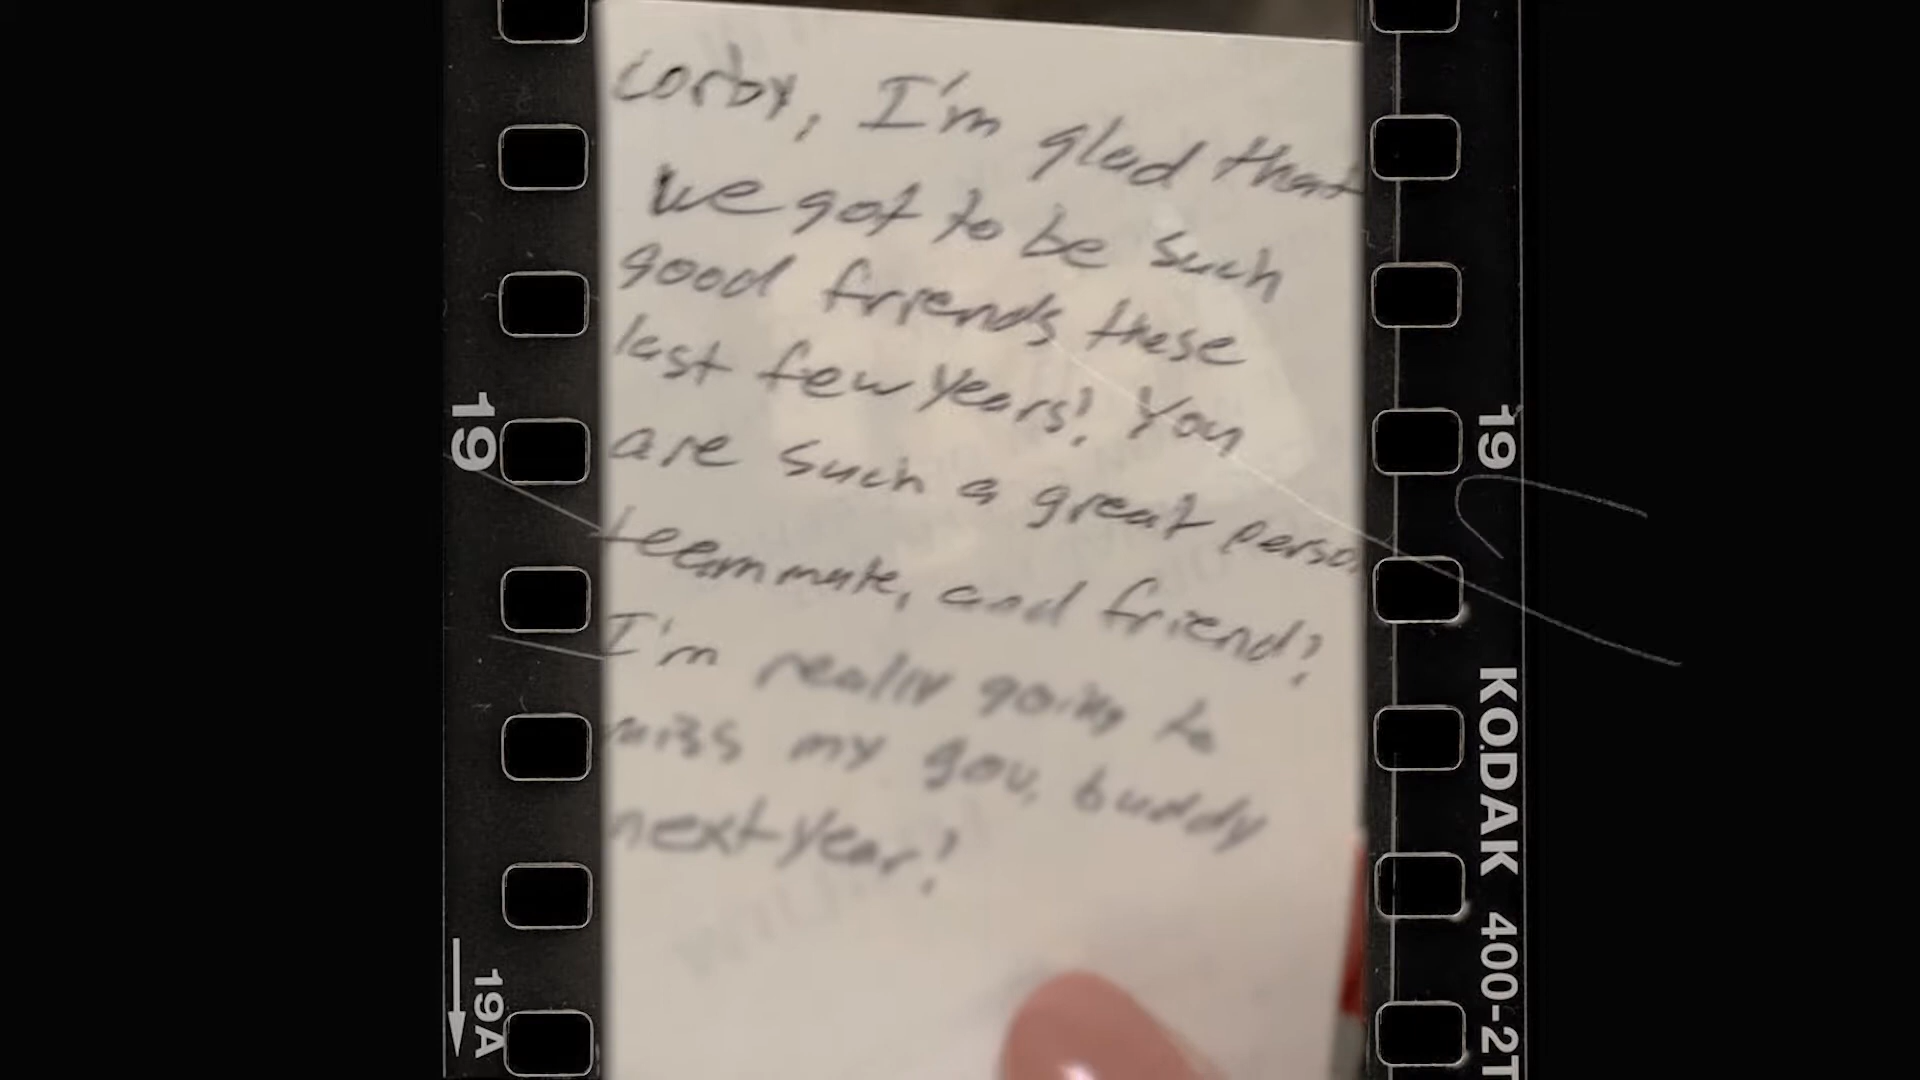 Corby, I'm glad that
we got to be such
good friends these
last few years! You
are such a great perso
teammate, and friend!
I'm really going to
miss my gov. buddy
next year!
19
19A
19
KODAK 400-2T